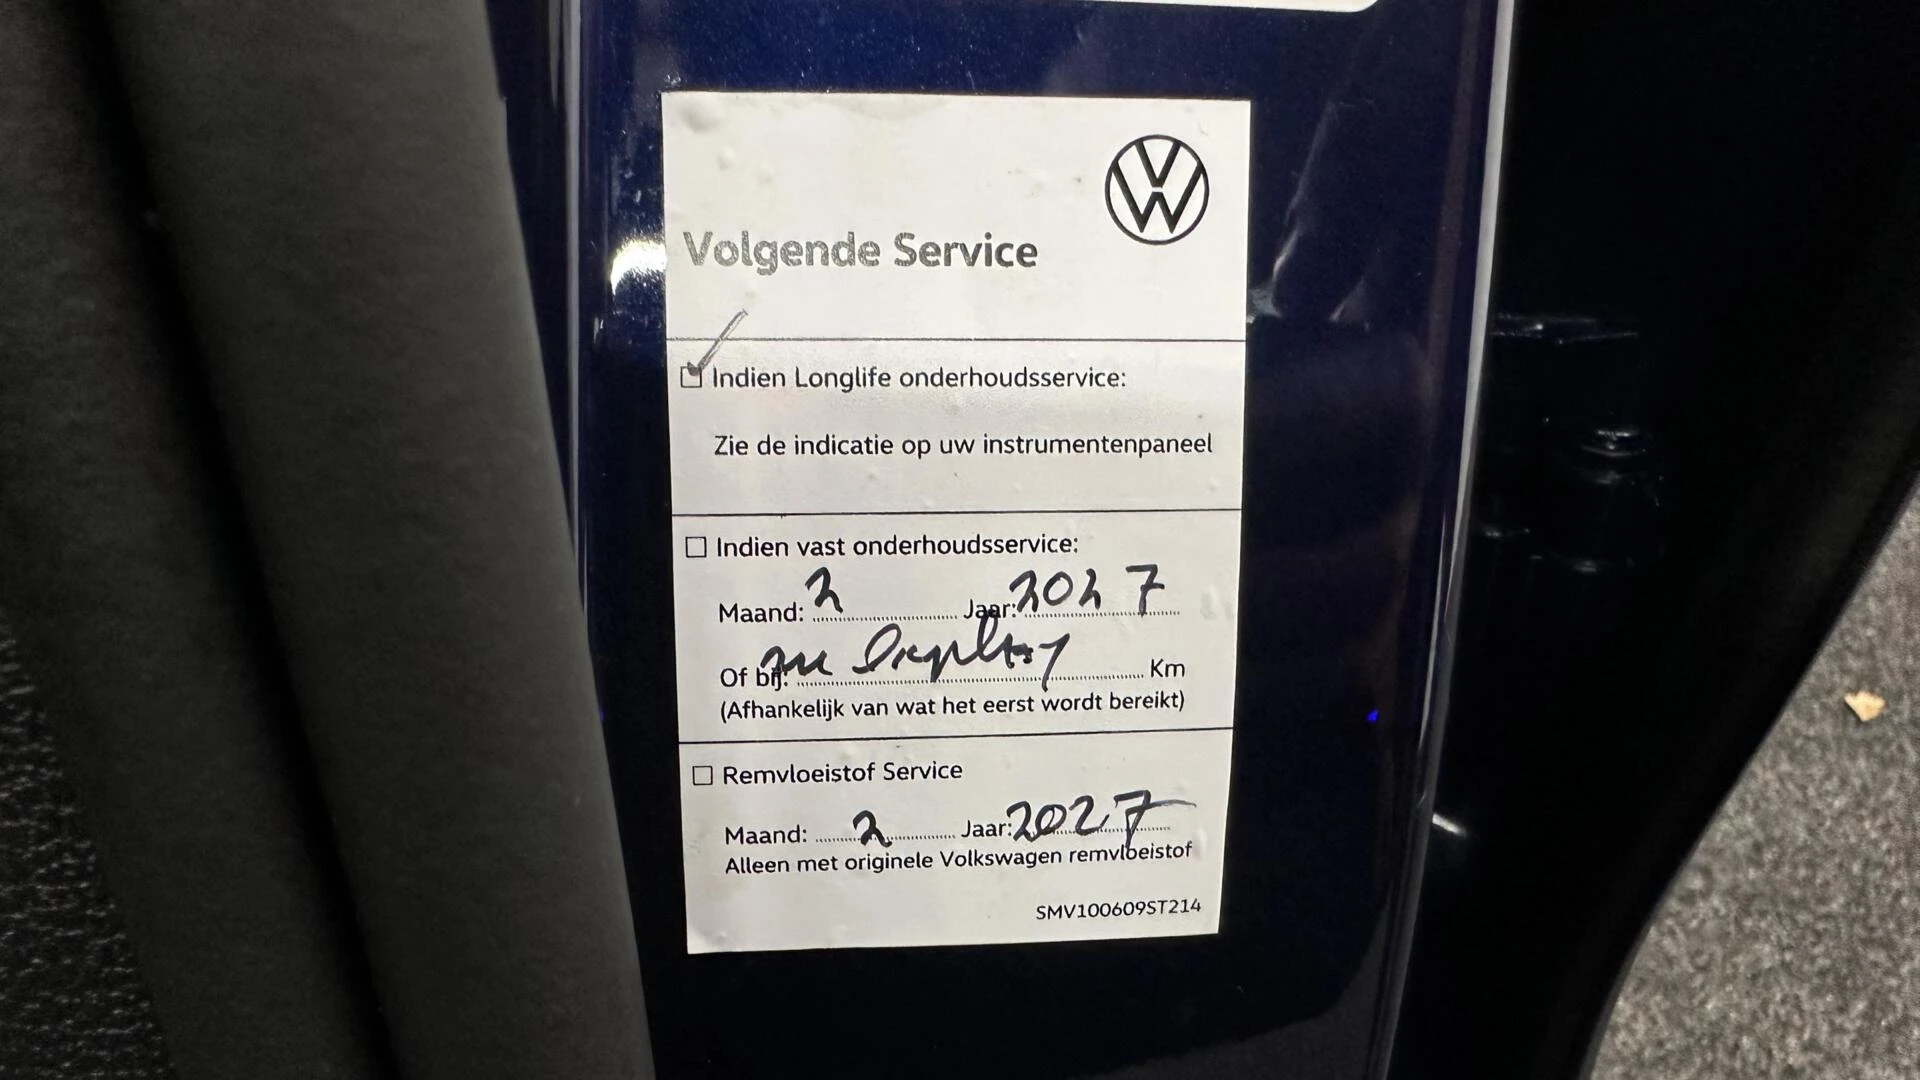 Volgende Service
Indien Longlife onderhoudsservice:
Zie de indicatie op uw instrumentenpaneel
Indien vast onderhoudsservice:
Maand: 2 Jaar: 2027
Of bij: Display Km
(Afhankelijk van wat het eerst wordt bereikt)
Remvloeistof Service
Maand: 2 Jaar: 2027
Alleen met originele Volkswagen remvloeistof
SMV100609ST214